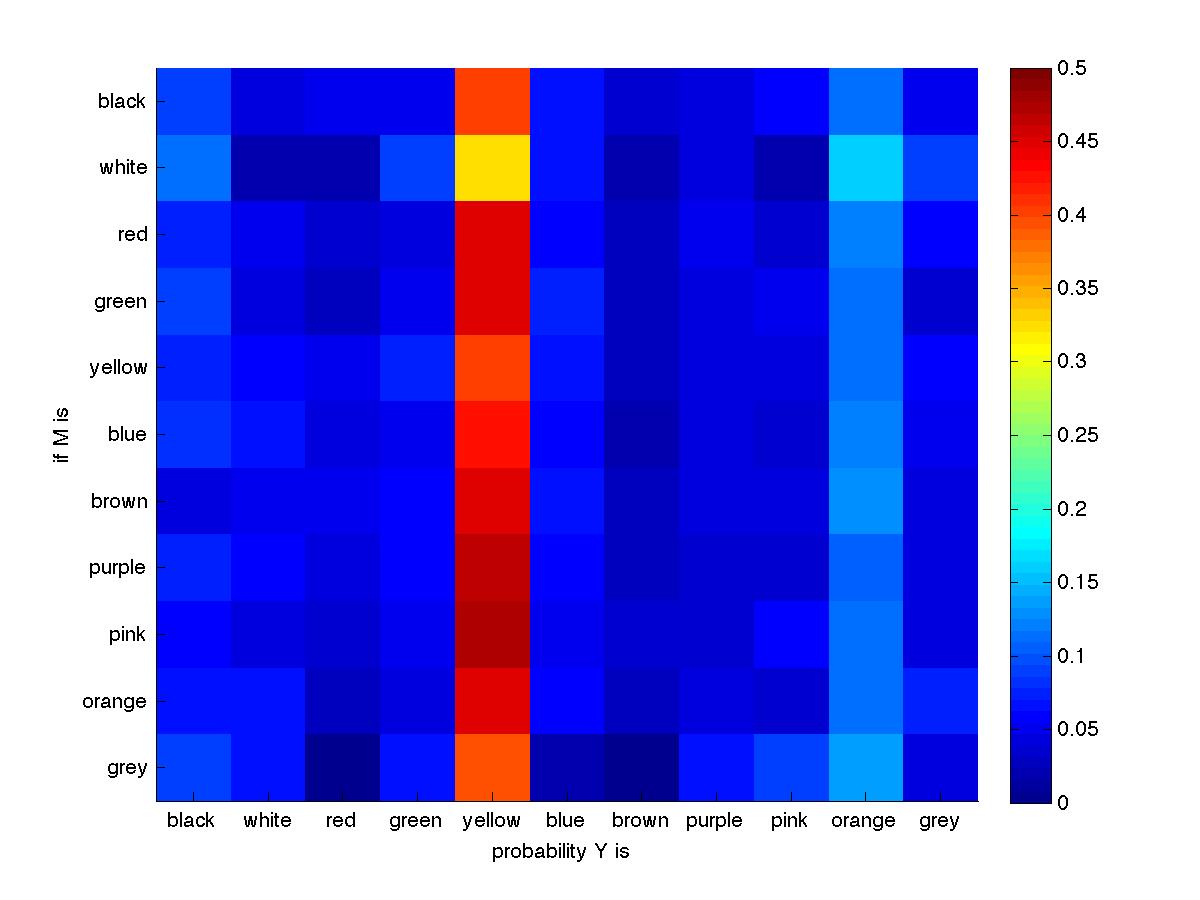 0.5
black
0.45
white
0.4
red
0.35
green
0.3
yellow
0.25
if M is
blue
0.2
brown
0.15
purple
0.1
pink
0.05
orange
0
grey
black white red green yellow blue brown purple pink orange grey
probability Y is